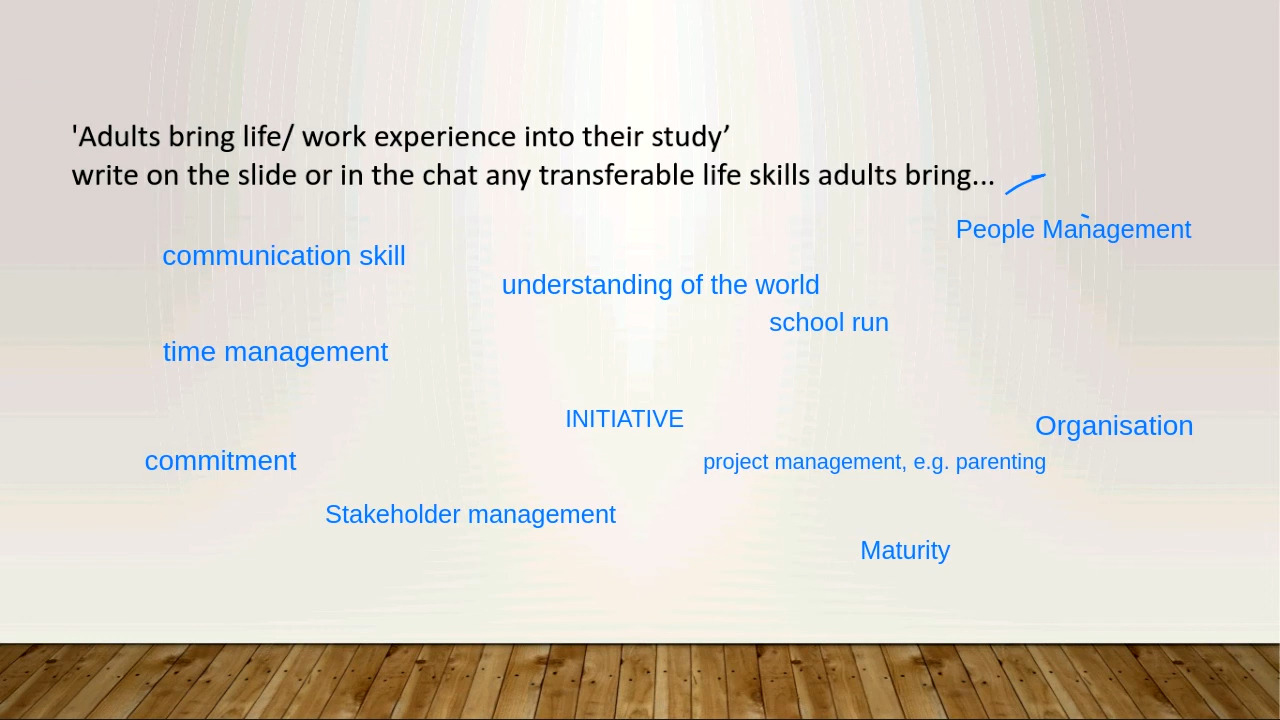 'Adults bring life/ work experience into their study’
write on the slide or in the chat any transferable life skills adults bring...
People Management
communication skill
understanding of the world
school run
time management
INITIATIVE
Organisation
commitment
project management, e.g. parenting
Stakeholder management
Maturity